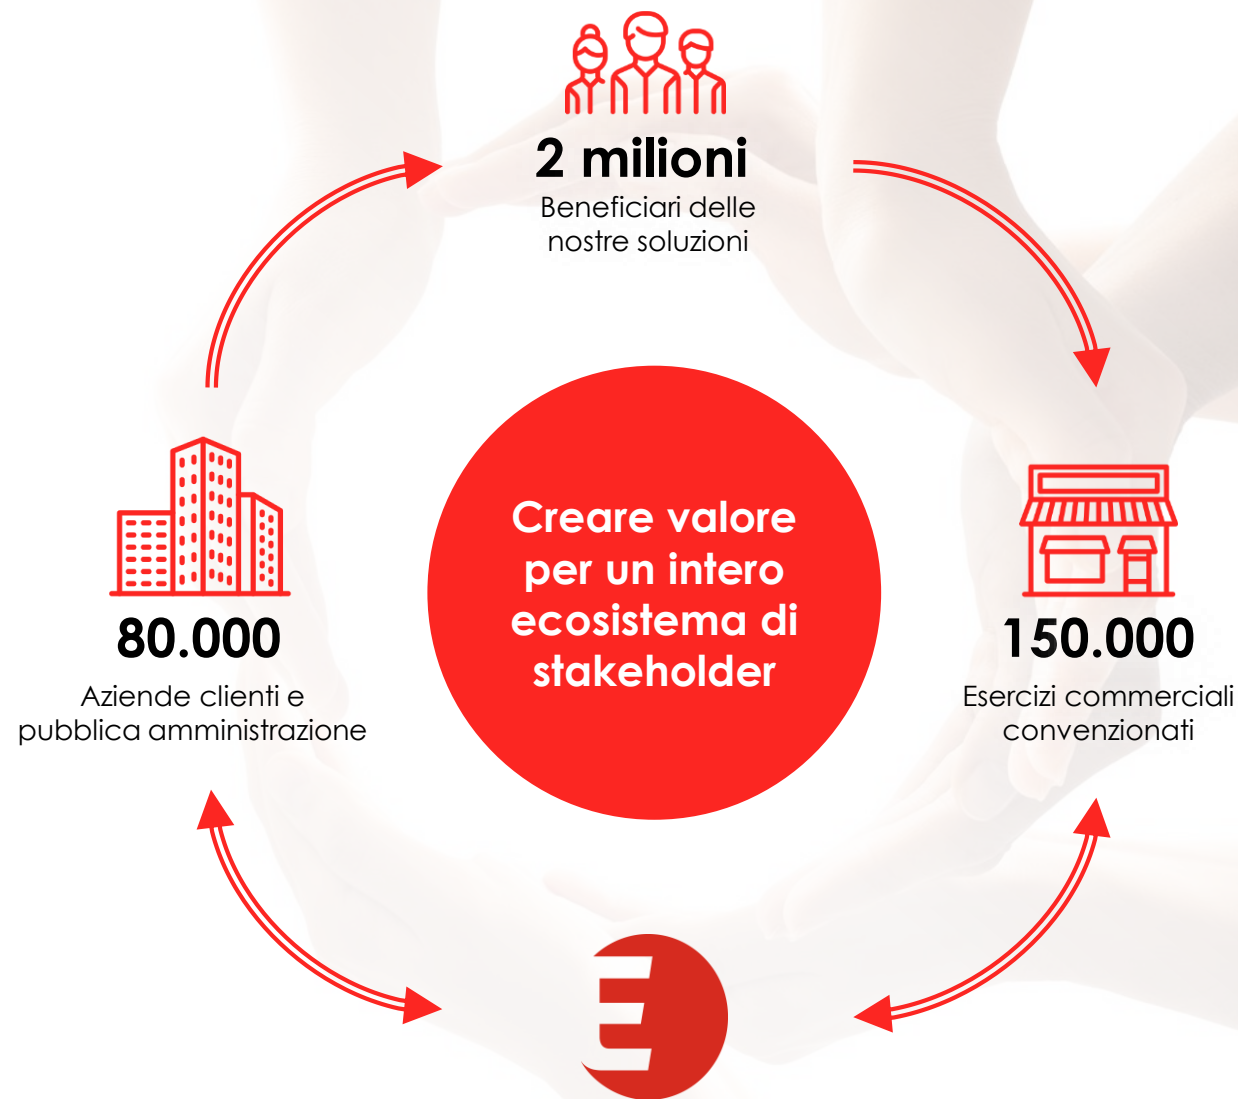 2 milioni
Beneficiari delle
nostre soluzioni
80.000
Aziende clienti e
pubblica amministrazione
Creare valore
per un intero
ecosistema di
stakeholder
150.000
Esercizi commerciali
convenzionati
E